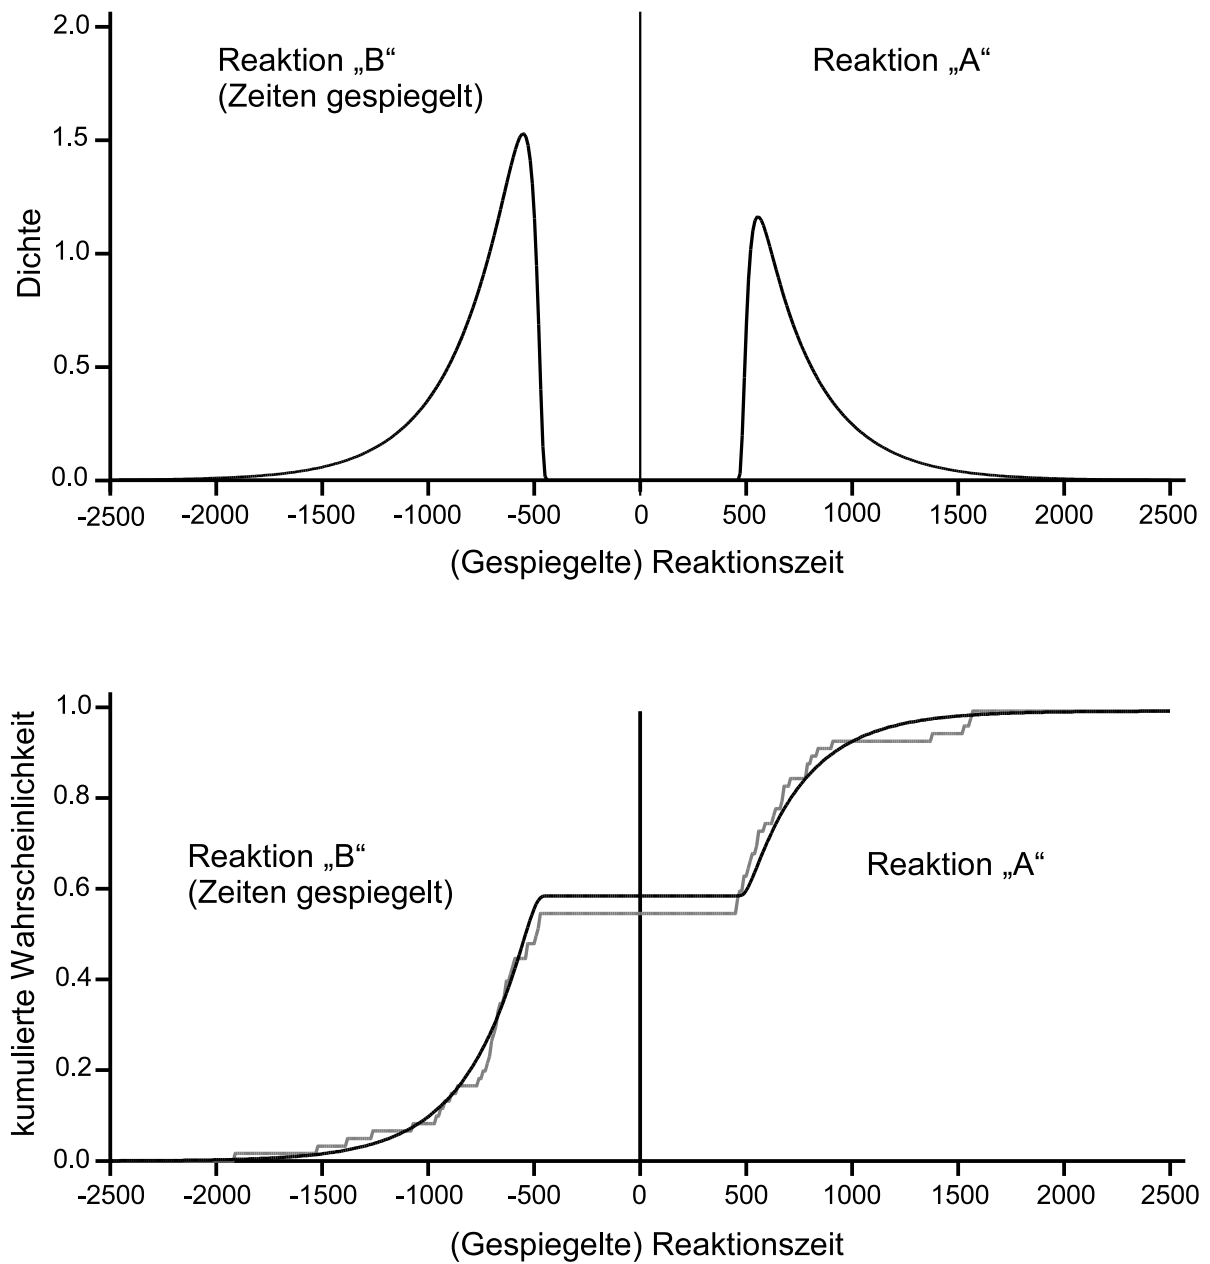 2.0
Reaktion „B“
(Zeiten gespiegelt)
Reaktion „A“
1.5
1.0
0.5
0.0
Dichte
-2500 -2000 -1500 -1000 -500 0 500 1000 1500 2000 2500
(Gespiegelte) Reaktionszeit
1.0
0.8
Reaktion „B“
(Zeiten gespiegelt)
Reaktion „A“
0.6
0.4
0.2
0.0
kumulierte Wahrscheinlichkeit
-2500 -2000 -1500 -1000 -500 0 500 1000 1500 2000 2500
(Gespiegelte) Reaktionszeit